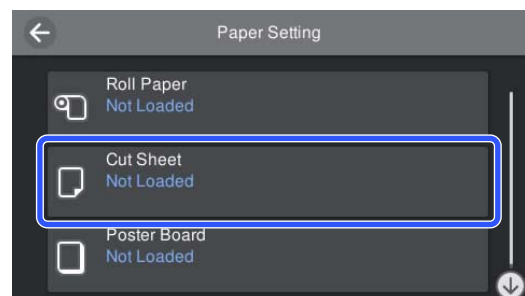 Paper Setting
Roll Paper
Not Loaded
Cut Sheet
Not Loaded
Poster Board
Not Loaded